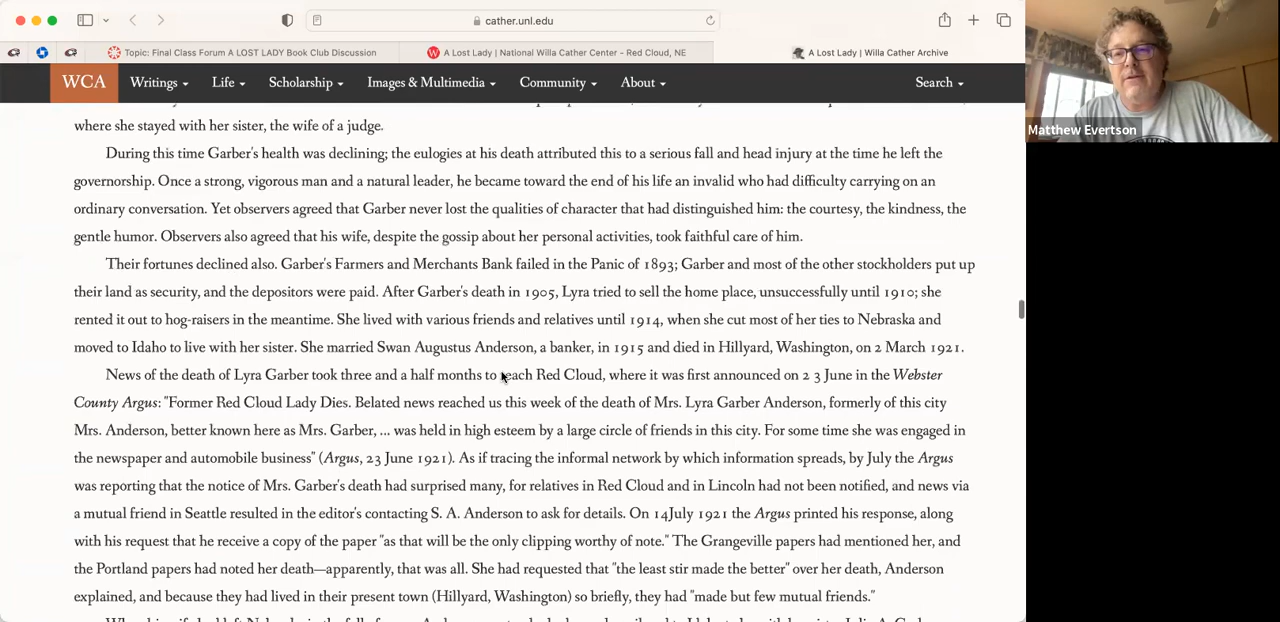 cather.unl.edu
Topic: Final Class Forum A LOST LADY Book Club Discussion
A Lost Lady | National Willa Cather Center - Red Cloud, NE
A Lost Lady | Willa Cather Archive
WCA
Writings
Life
Scholarship
Images & Multimedia
Community
About
Search
Matthew Evertson
where she stayed with her sister, the wife of a judge.
During this time Garber's health was declining; the eulogies at his death attributed this to a serious fall and head injury at the time he left the
governorship. Once a strong, vigorous man and a natural leader, he became toward the end of his life an invalid who had difficulty carrying on an
ordinary conversation. Yet observers agreed that Garber never lost the qualities of character that had distinguished him: the courtesy, the kindness, the
gentle humor. Observers also agreed that his wife, despite the gossip about her personal activities, took faithful care of him.
Their fortunes declined also. Garber's Farmers and Merchants Bank failed in the Panic of 1893; Garber and most of the other stockholders put up
their land as security, and the depositors were paid. After Garber's death in 1905, Lyra tried to sell the home place, unsuccessfully until 1910; she
rented it out to hog-raisers in the meantime. She lived with various friends and relatives until 1914, when she cut most of her ties to Nebraska and
moved to Idaho to live with her sister. She married Swan Augustus Anderson, a banker, in 1915 and died in Hillyard, Washington, on 2 March 1921.
News of the death of Lyra Garber took three and a half months to reach Red Cloud, where it was first announced on 2 3 June in the Webster
County Argus: "Former Red Cloud Lady Dies. Belated news reached us this week of the death of Mrs. Lyra Garber Anderson, formerly of this city
Mrs. Anderson, better known here as Mrs. Garber, ... was held in high esteem by a large circle of friends in this city. For some time she was engaged in
the newspaper and automobile business" (Argus, 23 June 1921). As if tracing the informal network by which information spreads, by July the Argus
was reporting that the notice of Mrs. Garber's death had surprised many, for relatives in Red Cloud and in Lincoln had not been notified, and news via
a mutual friend in Seattle resulted in the editor's contacting S. A. Anderson to ask for details. On 14July 1921 the Argus printed his response, along
with his request that he receive a copy of the paper "as that will be the only clipping worthy of note." The Grangeville papers had mentioned her, and
the Portland papers had noted her death—apparently, that was all. She had requested that "the least stir made the better" over her death, Anderson
explained, and because they had lived in their present town (Hillyard, Washington) so briefly, they had "made but few mutual friends."